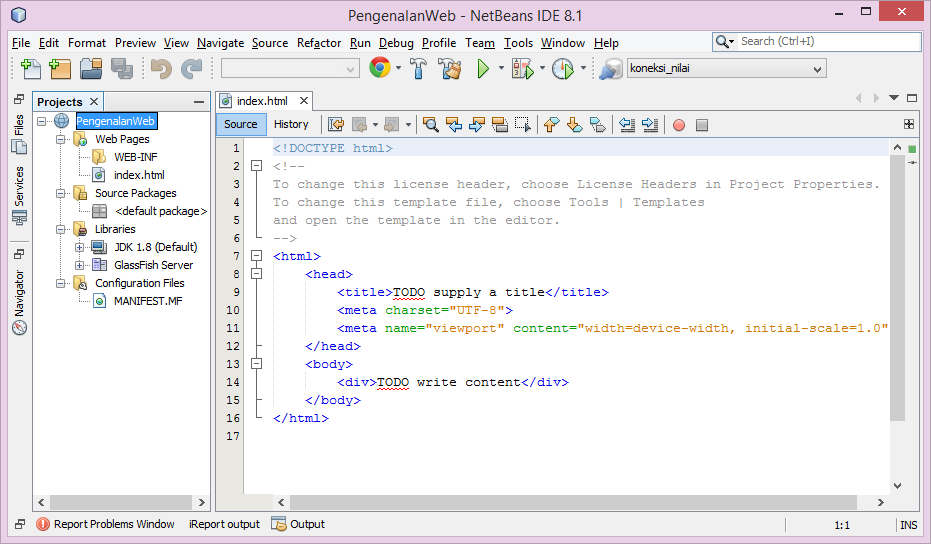 PengenalanWeb - NetBeans IDE 8.1
File Edit Format Preview View Navigate Source Refactor Run Debug Profile Team Tools Window Help
Search (Ctrl+I)
koneksi_nilai
Files
Services
Navigator
Projects
PengenalanWeb
Web Pages
WEB-INF
index.html
Source Packages
<default package>
Libraries
JDK 1.8 (Default)
GlassFish Server
Configuration Files
MANIFEST.MF
index.html
Source History
1 <!DOCTYPE html>
2 <!--
3 To change this license header, choose License Headers in Project Properties.
4 To change this template file, choose Tools | Templates
5 and open the template in the editor.
6 -->
7 <html>
8 <head>
9 <title>TODO supply a title</title>
10 <meta charset="UTF-8">
11 <meta name="viewport" content="width=device-width, initial-scale=1.0"
12 </head>
13 <body>
14 <div>TODO write content</div>
15 </body>
16 </html>
17
Report Problems Window iReport output Output
1:1 INS